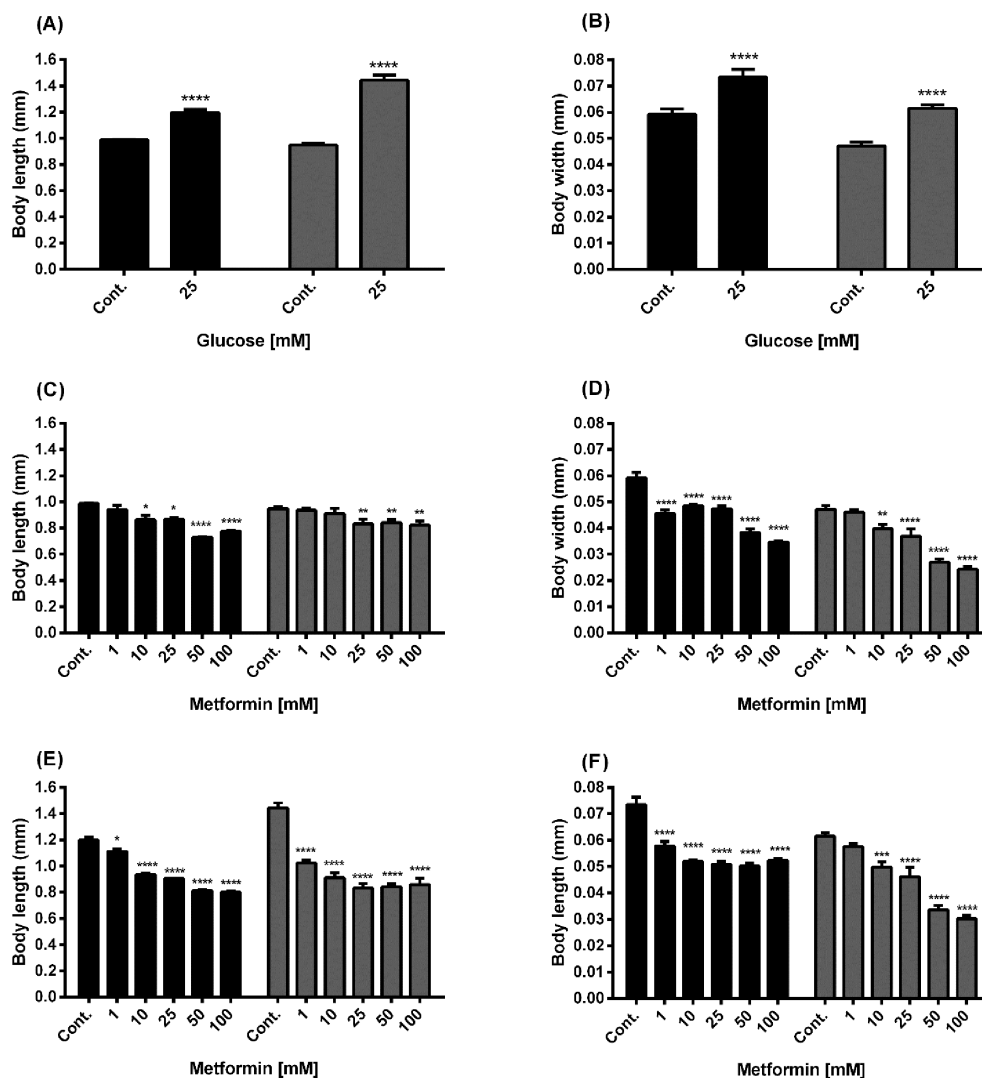 (A)
Body length (mm)
1.6
1.4
1.2
1.0
0.8
0.6
0.4
0.2
0.0
****
****
Cont.
25
Cont.
25
Glucose [mM]
(B)
Body width (mm)
0.08
0.07
0.06
0.05
0.04
0.03
0.02
0.01
0.00
****
****
Cont.
25
Cont.
25
Glucose [mM]
(C)
Body length (mm)
1.6
1.4
1.2
1.0
0.8
0.6
0.4
0.2
0.0
* * **** **** ** ** **
Cont. 1 10 25 50 100 Cont. 1 10 25 50 100
Metformin [mM]
(D)
Body width (mm)
0.08
0.07
0.06
0.05
0.04
0.03
0.02
0.01
0.00
**** **** **** **** **** ** **** **** ****
Cont. 1 10 25 50 100 Cont. 1 10 25 50 100
Metformin [mM]
(E)
Body length (mm)
1.6
1.4
1.2
1.0
0.8
0.6
0.4
0.2
0.0
* **** **** **** **** **** **** **** **** ****
Cont. 1 10 25 50 100 Cont. 1 10 25 50 100
Metformin [mM]
(F)
Body length (mm)
0.08
0.07
0.06
0.05
0.04
0.03
0.02
0.01
0.00
**** **** **** **** **** *** **** **** ****
Cont. 1 10 25 50 100 Cont. 1 10 25 50 100
Metformin [mM]